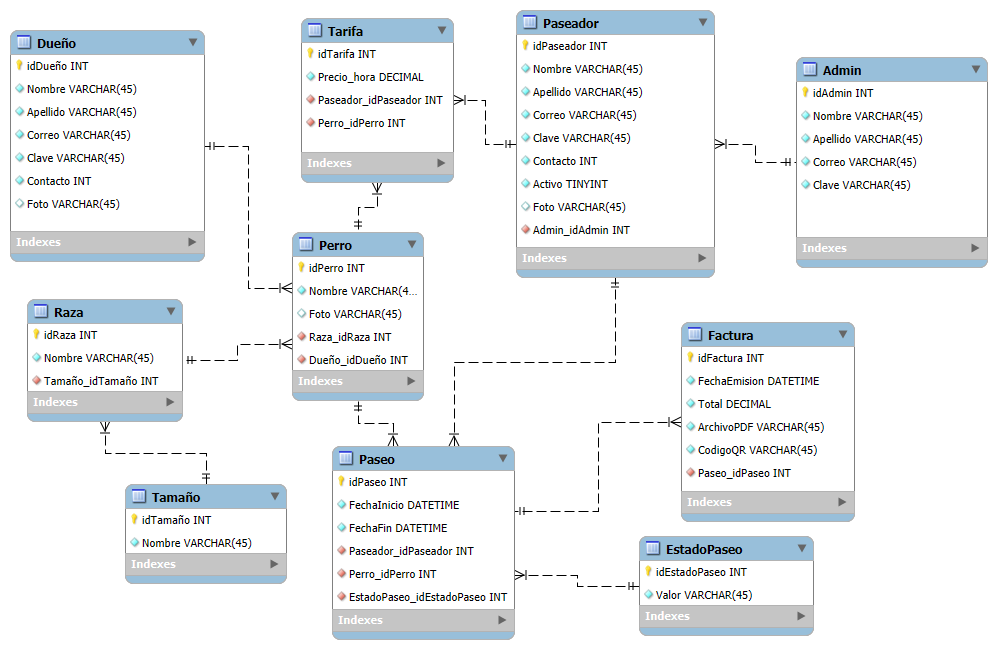 Dueño
idDueño INT
Nombre VARCHAR(45)
Apellido VARCHAR(45)
Correo VARCHAR(45)
Clave VARCHAR(45)
Contacto INT
Foto VARCHAR(45)
Indexes
Tarifa
idTarifa INT
Precio_hora DECIMAL
Paseador_idPaseador INT
Perro_idPerro INT
Indexes
Paseador
idPaseador INT
Nombre VARCHAR(45)
Apellido VARCHAR(45)
Correo VARCHAR(45)
Clave VARCHAR(45)
Contacto INT
Activo TINYINT
Foto VARCHAR(45)
Admin_idAdmin INT
Indexes
Admin
idAdmin INT
Nombre VARCHAR(45)
Apellido VARCHAR(45)
Correo VARCHAR(45)
Clave VARCHAR(45)
Indexes
Perro
idPerro INT
Nombre VARCHAR(4...
Foto VARCHAR(45)
Raza_idRaza INT
Dueño_idDueño INT
Indexes
Raza
idRaza INT
Nombre VARCHAR(45)
Tamaño_idTamaño INT
Indexes
Factura
idFactura INT
FechaEmision DATETIME
Total DECIMAL
ArchivoPDF VARCHAR(45)
CodigoQR VARCHAR(45)
Paseo_idPaseo INT
Indexes
Paseo
idPaseo INT
FechaInicio DATETIME
FechaFin DATETIME
Paseador_idPaseador INT
Perro_idPerro INT
EstadoPaseo_idEstadoPaseo INT
Indexes
Tamaño
idTamaño INT
Nombre VARCHAR(45)
Indexes
EstadoPaseo
idEstadoPaseo INT
Valor VARCHAR(45)
Indexes